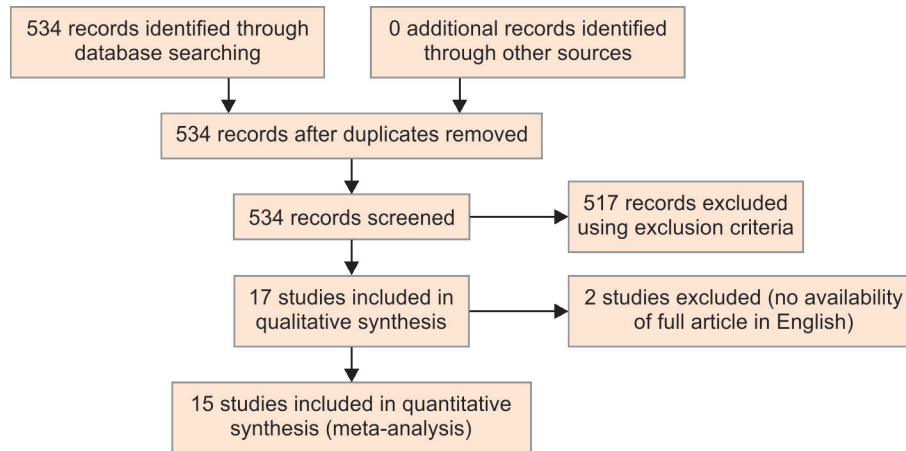 534 records identified through
database searching
0 additional records identified
through other sources
534 records after duplicates removed
534 records screened
517 records excluded
using exclusion criteria
17 studies included in
qualitative synthesis
2 studies excluded (no availability
of full article in English)
15 studies included in quantitative
synthesis (meta-analysis)